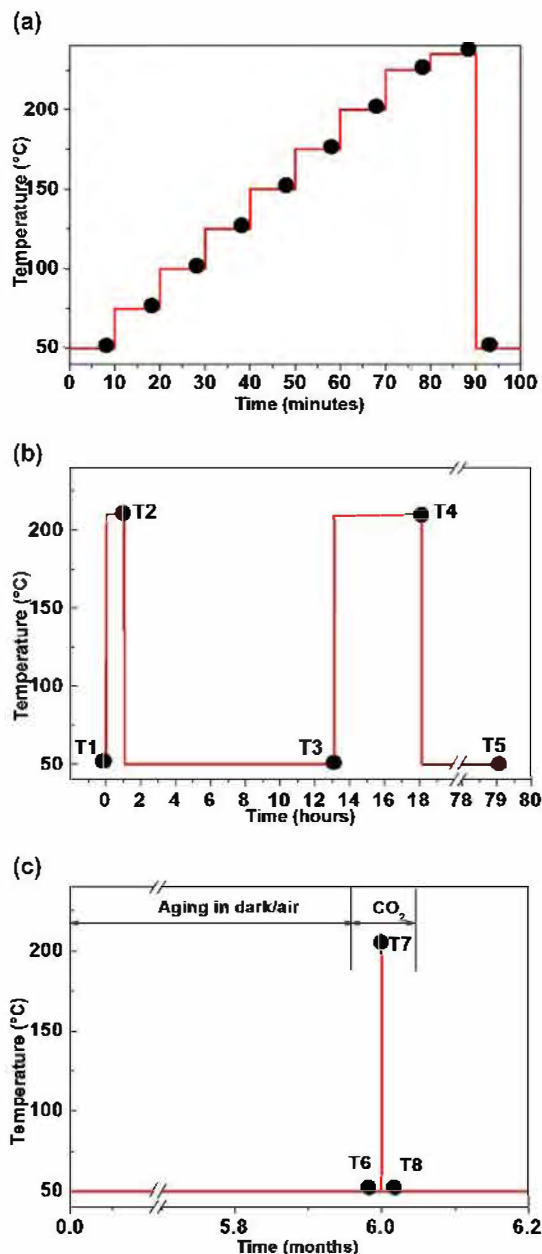 (a)
200
150
100
50
Temperature (°C)
0 10 20 30 40 50 60 70 80 90 100
Time (minutes)
(b)
200
150
100
50
Temperature (°C)
T1
T2
T3
T4
T5
0 2 4 6 8 10 12 14 16 18 78 79 80
Time (hours)
(c)
Aging in dark/air
CO₂
200
150
100
50
Temperature (°C)
T7
T6
T8
0.0 5.8 6.0 6.2
Time (months)